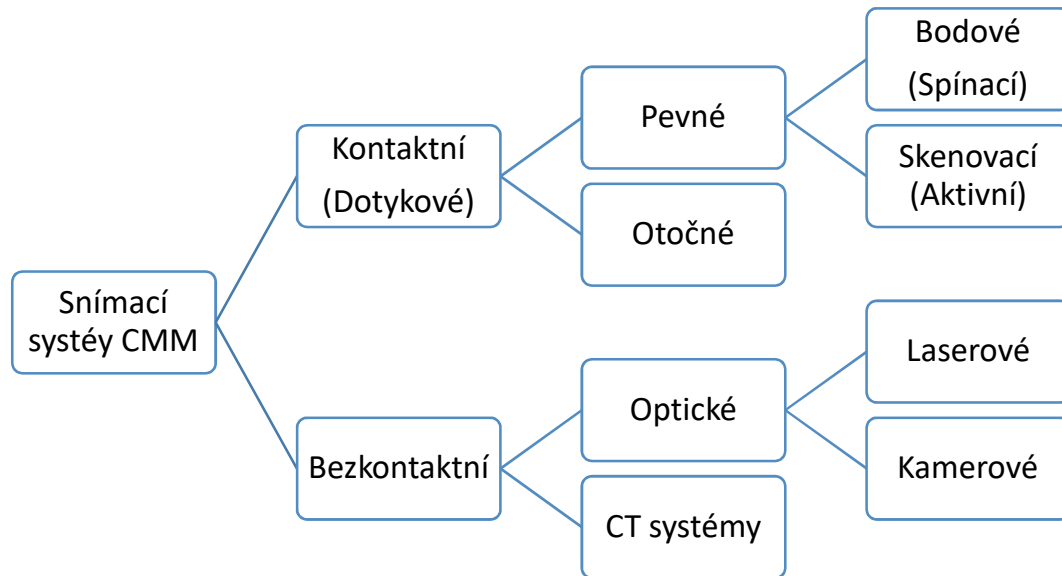 Snímací
systéy CMM
Kontaktní
(Dotykové)
Pevné
Bodové
(Spínací)
Skenovací
(Aktivní)
Otočné
Bezkontaktní
Optické
Laserové
Kamerové
CT systémy